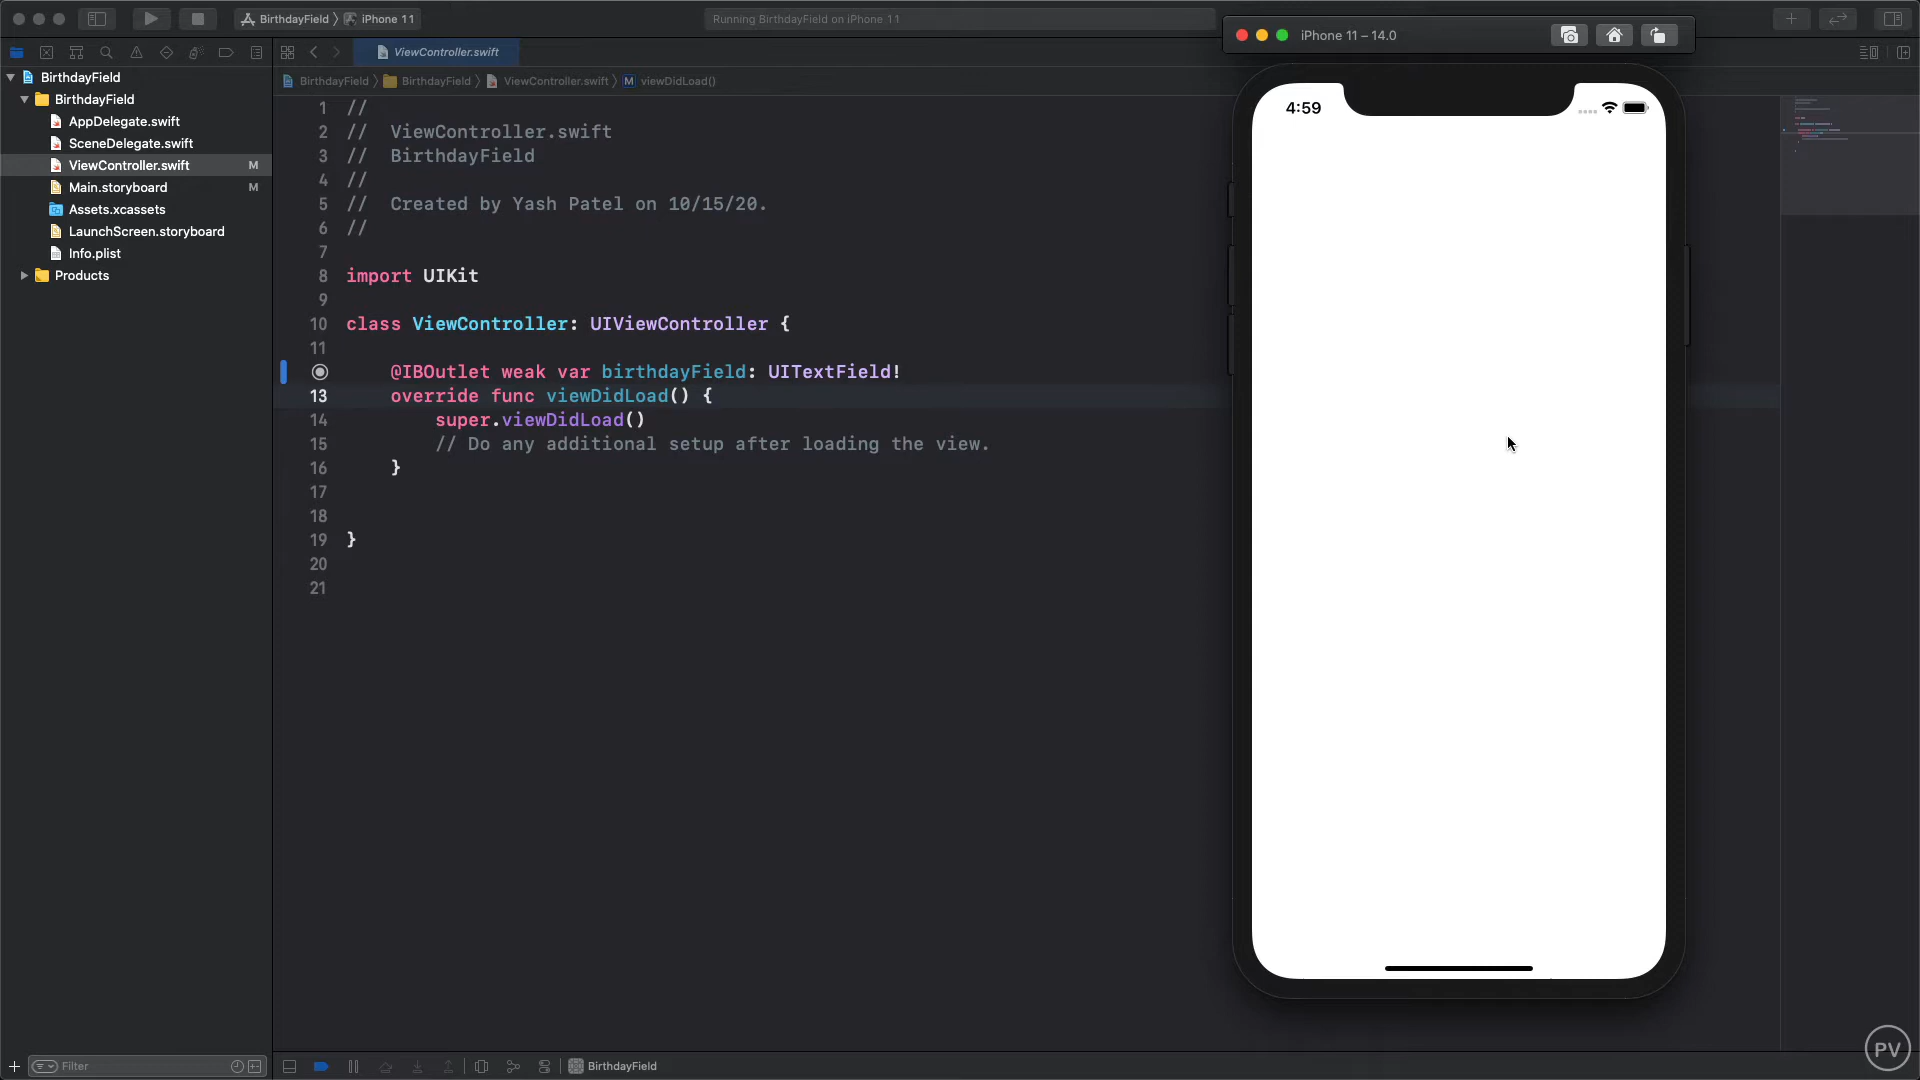 BirthdayField 〉 iPhone 11
Running BirthdayField on iPhone 11
iPhone 11 – 14.0
ViewController.swift
BirthdayField 〉 BirthdayField 〉 ViewController.swift 〉 M viewDidLoad()
BirthdayField
BirthdayField
AppDelegate.swift
SceneDelegate.swift
ViewController.swift M
Main.storyboard M
Assets.xcassets
LaunchScreen.storyboard
Info.plist
Products
1 //
2 //  ViewController.swift
3 //  BirthdayField
4 //
5 //  Created by Yash Patel on 10/15/20.
6 //
7
8 import UIKit
9
10 class ViewController: UIViewController {
11
@IBOutlet weak var birthdayField: UITextField!
13 override func viewDidLoad() {
14 super.viewDidLoad()
15 // Do any additional setup after loading the view.
16 }
17
18
19 }
20
21
4:59
Filter
BirthdayField
PV